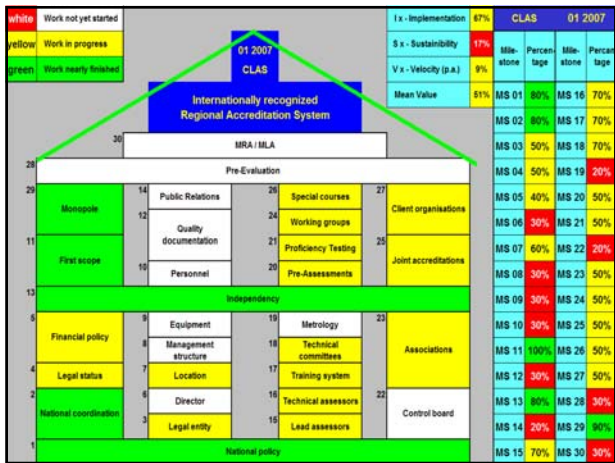 white Work not yet started
yellow Work in progress
green Work nearly finished
01 2007
CLAS
Internationally recognized
Regional Accreditation System
30 MRA / MLA
28 Pre-Evaluation
29 Monopole
14 Public Relations
26 Special courses
27 Client organisations
12 Quality
documentation
24 Working groups
11 First scope
21 Proficiency Testing
25 Joint accreditations
10 Personnel
20 Pre-Assessments
13 Independency
5 Financial policy
9 Equipment
19 Metrology
23 Associations
8 Management
structure
18 Technical
committees
4 Legal status
7 Location
17 Training system
2 National coordination
6 Director
16 Technical assessors
22 Control board
3 Legal entity
15 Lead assessors
1 National policy
I x - Implementation 67%
S x - Sustainibility 17%
V x - Velocity (p.a.) 9%
Mean Value 51%
CLAS 01 2007
Mile- Percen- Mile- Percen
stone tage stone tage
MS 01 80% MS 16 70%
MS 02 80% MS 17 70%
MS 03 50% MS 18 70%
MS 04 50% MS 19 20%
MS 05 40% MS 20 50%
MS 06 30% MS 21 50%
MS 07 60% MS 22 20%
MS 08 30% MS 23 50%
MS 09 30% MS 24 50%
MS 10 30% MS 25 50%
MS 11 100% MS 26 50%
MS 12 30% MS 27 50%
MS 13 80% MS 28 30%
MS 14 20% MS 29 90%
MS 15 70% MS 30 30%